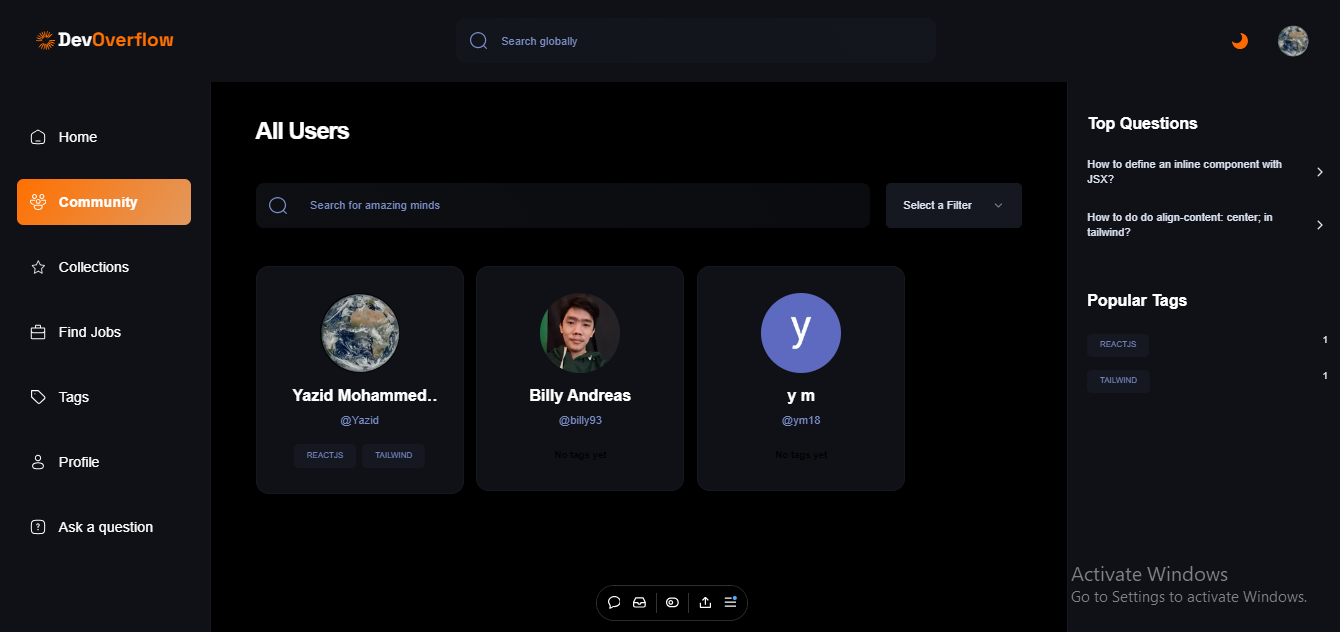 DevOverflow
Search globally
Home
Community
Collections
Find Jobs
Tags
Profile
Ask a question
All Users
Search for amazing minds
Select a Filter
Yazid Mohammed..
@Yazid
REACTJS TAILWIND
Billy Andreas
@billy93
No tags yet
y
y m
@ym18
No tags yet
Top Questions
How to define an inline component with
JSX?
How to do do align-content: center; in
tailwind?
Popular Tags
REACTJS 1
TAILWIND 1
Activate Windows
Go to Settings to activate Windows.